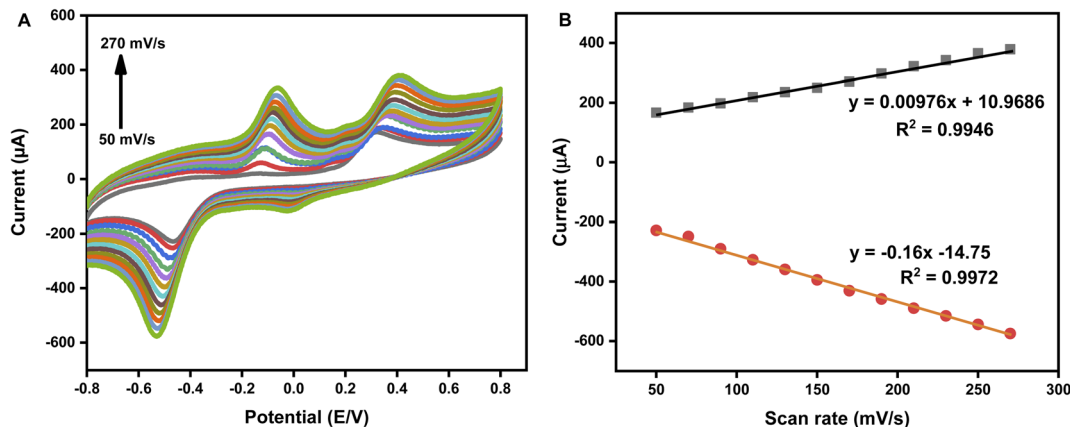 A
600
400
200
0
-200
-400
-600
Current (µA)
270 mV/s
50 mV/s
-0.8 -0.6 -0.4 -0.2 0.0 0.2 0.4 0.6 0.8
Potential (E/V)
B
600
400
200
0
-200
-400
-600
Current (µA)
y = 0.00976x + 10.9686
R² = 0.9946
y = -0.16x -14.75
R² = 0.9972
50 100 150 200 250 300
Scan rate (mV/s)